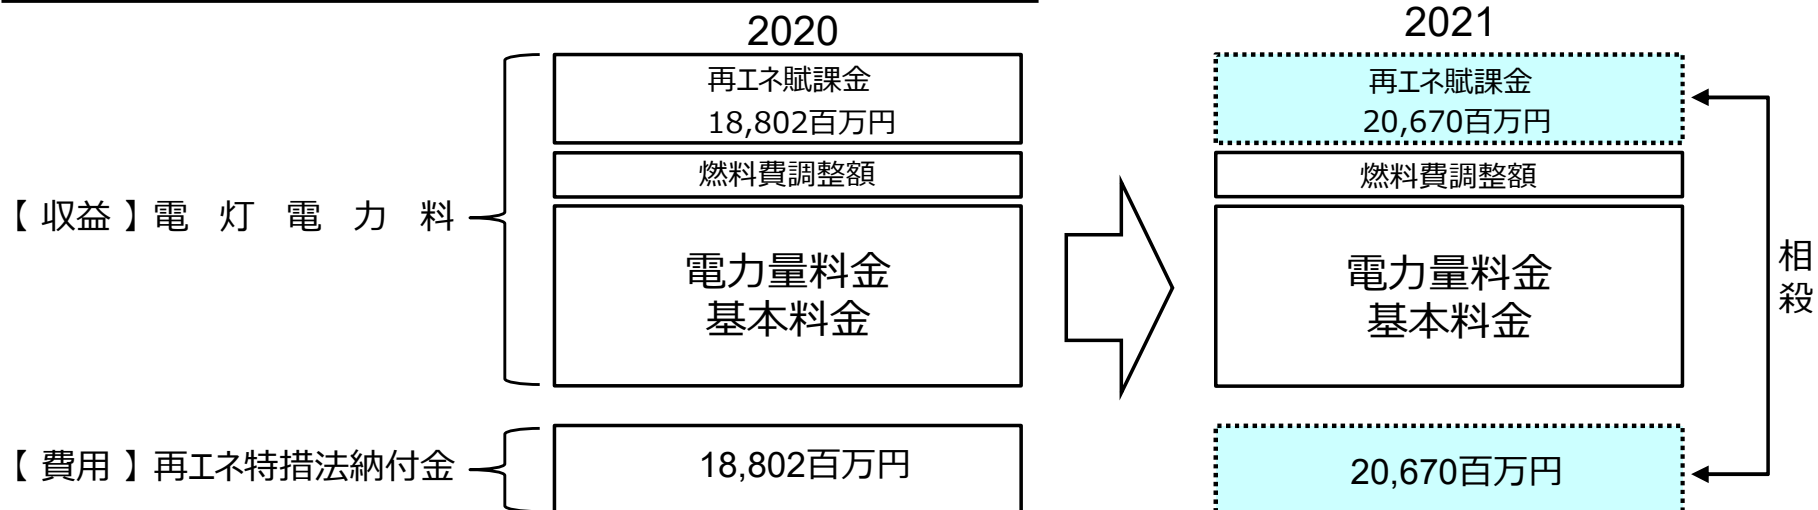 2020
2021
再エネ賦課金
18,802百万円
再エネ賦課金
20,670百万円
燃料費調整額
燃料費調整額
【 収益 】電 灯 電 力 料
電力量料金
基本料金
電力量料金
基本料金
相
殺
【 費用 】再エネ特措法納付金
18,802百万円
20,670百万円